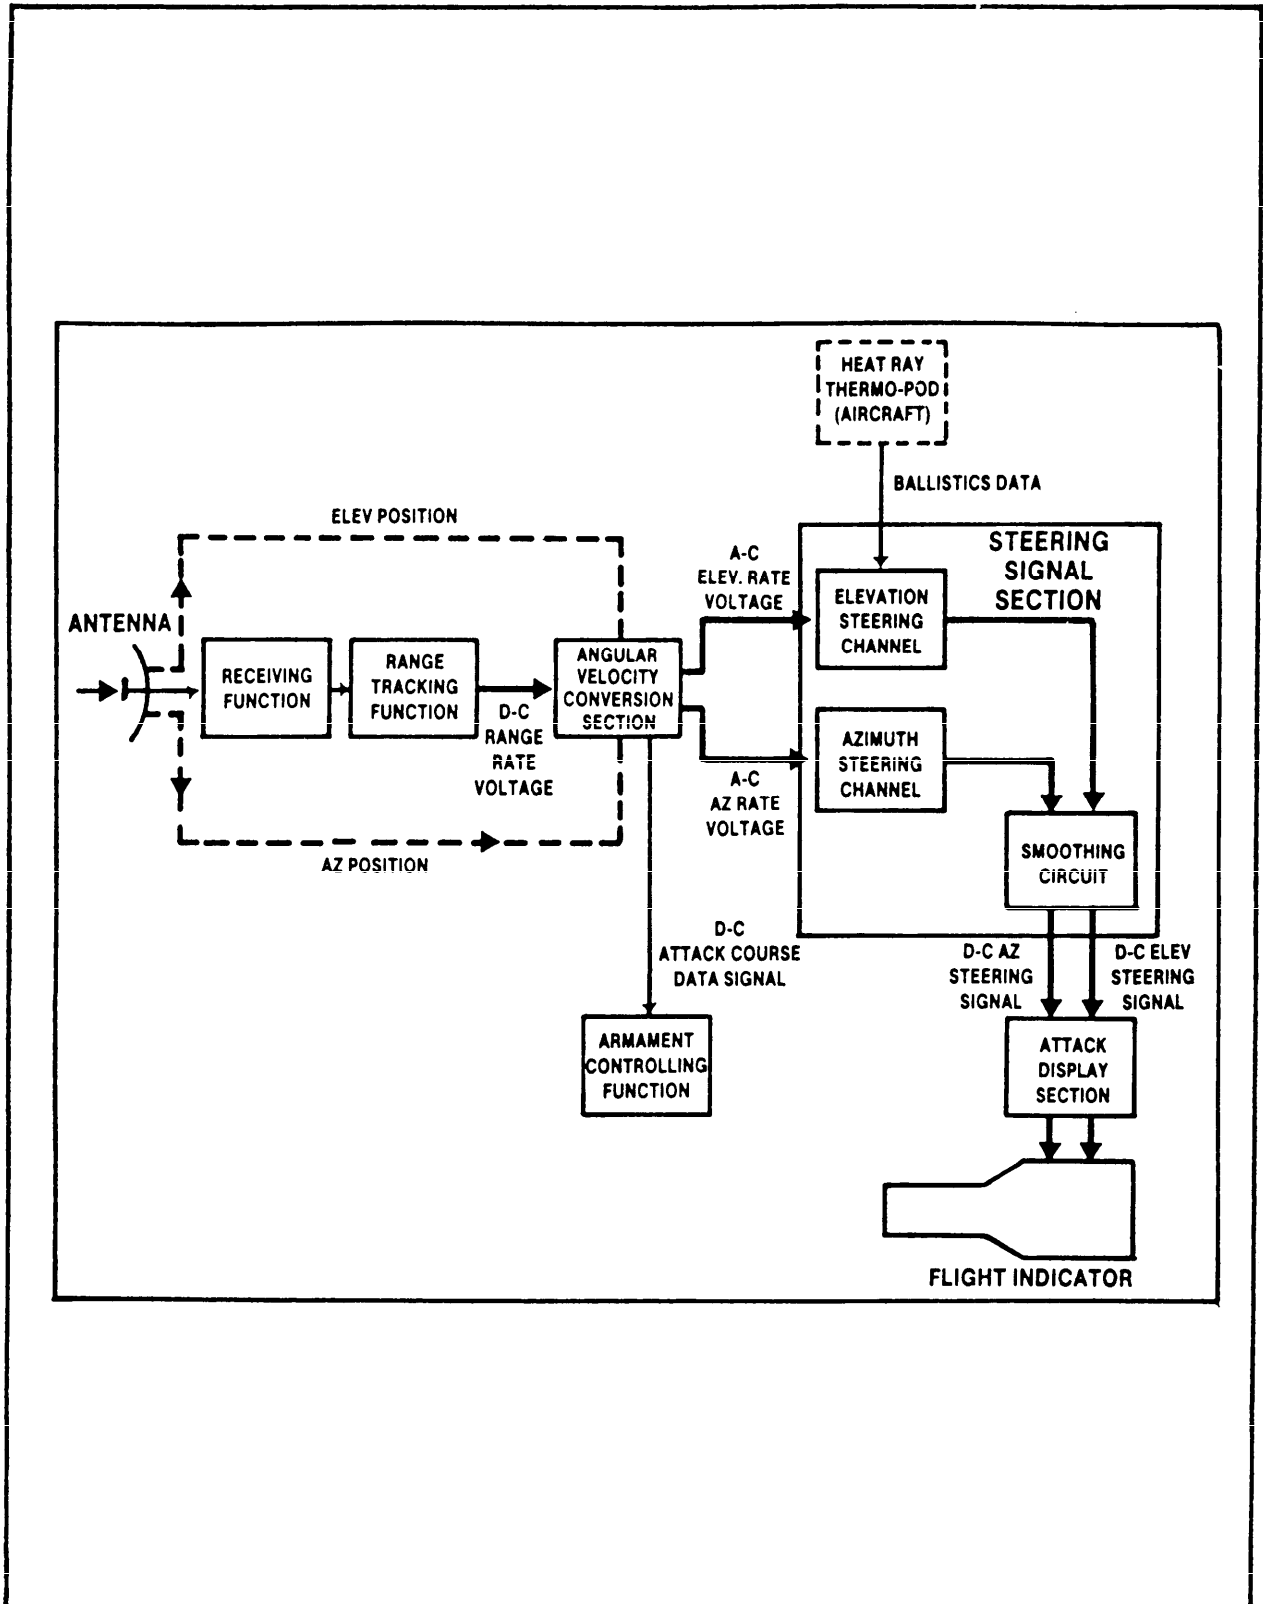 HEAT RAY
THERMO-POD
(AIRCRAFT)
BALLISTICS DATA
ELEV POSITION
STEERING
SIGNAL
SECTION
A-C
ELEV. RATE
VOLTAGE
ELEVATION
STEERING
CHANNEL
ANTENNA
RECEIVING
FUNCTION
RANGE
TRACKING
FUNCTION
D-C
RANGE
RATE
VOLTAGE
ANGULAR
VELOCITY
CONVERSION
SECTION
AZIMUTH
STEERING
CHANNEL
A-C
AZ RATE
VOLTAGE
AZ POSITION
SMOOTHING
CIRCUIT
D-C
ATTACK COURSE
DATA SIGNAL
D-C AZ
STEERING
SIGNAL
D-C ELEV
STEERING
SIGNAL
ARMAMENT
CONTROLLING
FUNCTION
ATTACK
DISPLAY
SECTION
FLIGHT INDICATOR